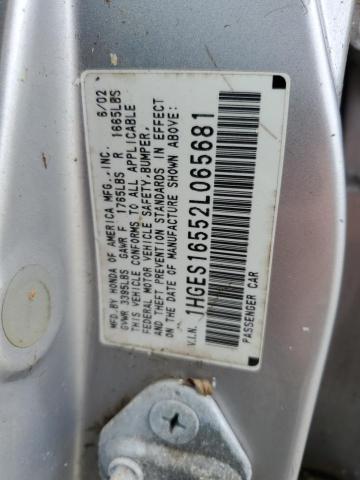 MFD. BY HONDA OF AMERICA MFG., INC. 6/02
GVWR 3395LBS GAWR F 1765LBS R 1665LBS
THIS VEHICLE CONFORMS TO ALL APPLICABLE
FEDERAL MOTOR VEHICLE SAFETY, BUMPER,
AND THEFT PREVENTION STANDARDS IN EFFECT
ON THE DATE OF MANUFACTURE SHOWN ABOVE:
V.I.N. 1HGES16552L065681
PASSENGER CAR